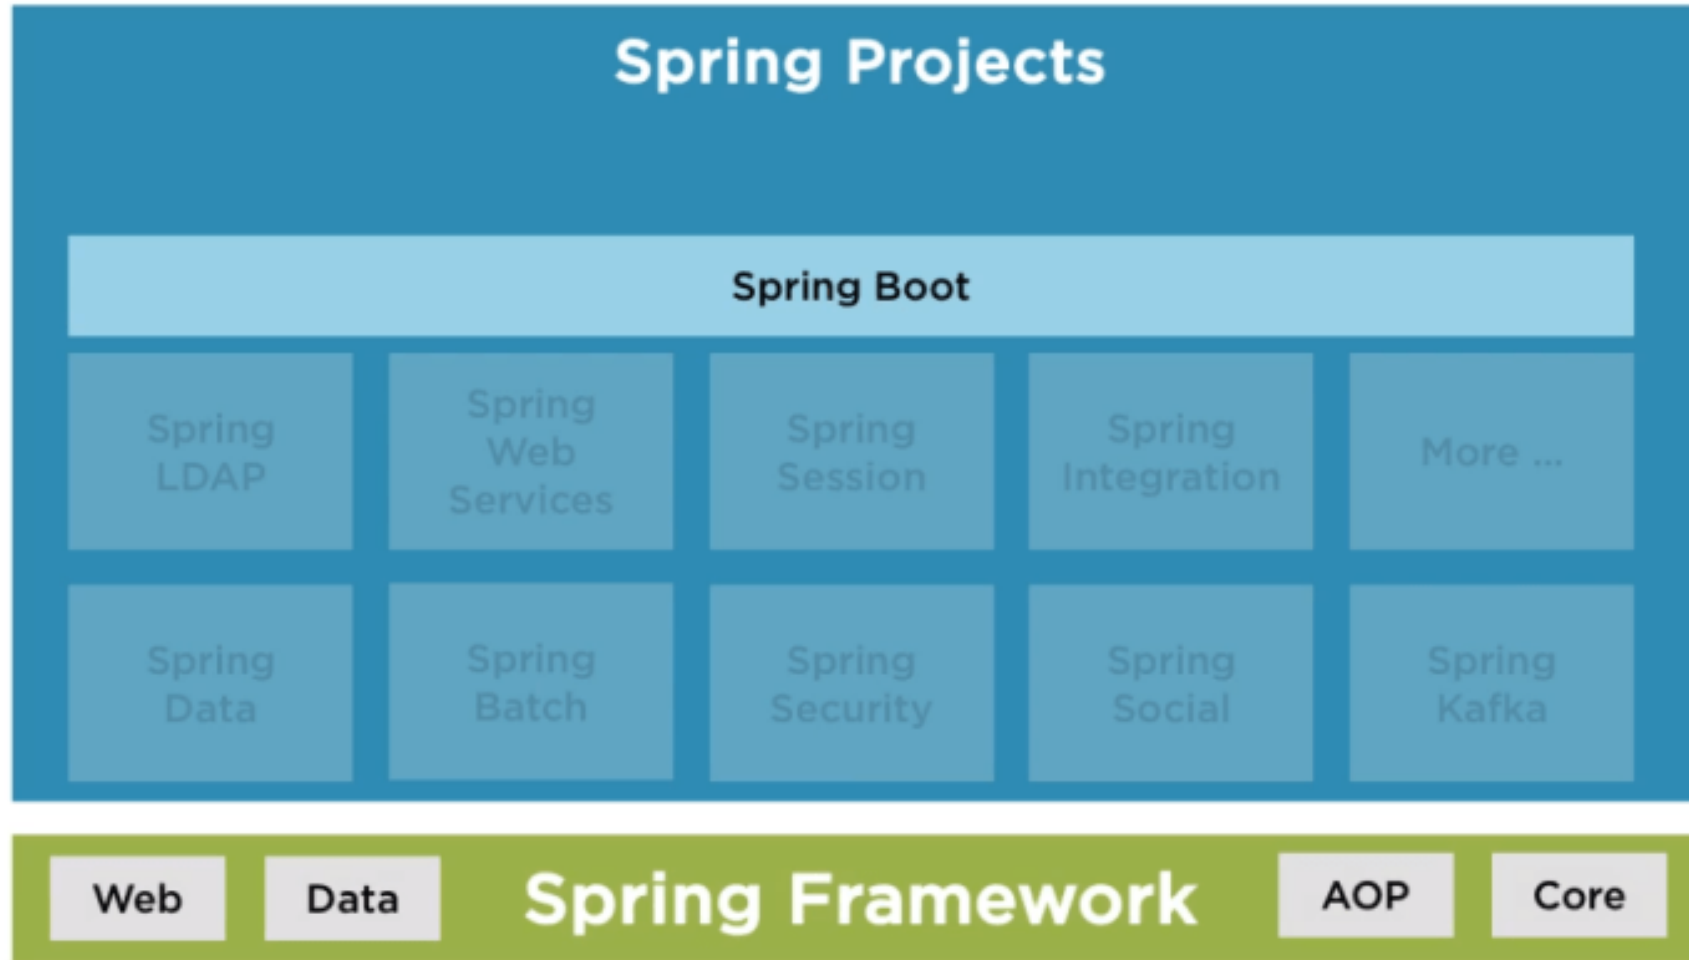 Spring Projects
Spring Boot
Spring
LDAP
Spring
Web
Services
Spring
Session
Spring
Integration
More ...
Spring
Data
Spring
Batch
Spring
Security
Spring
Social
Spring
Kafka
Web
Data
Spring Framework
AOP
Core